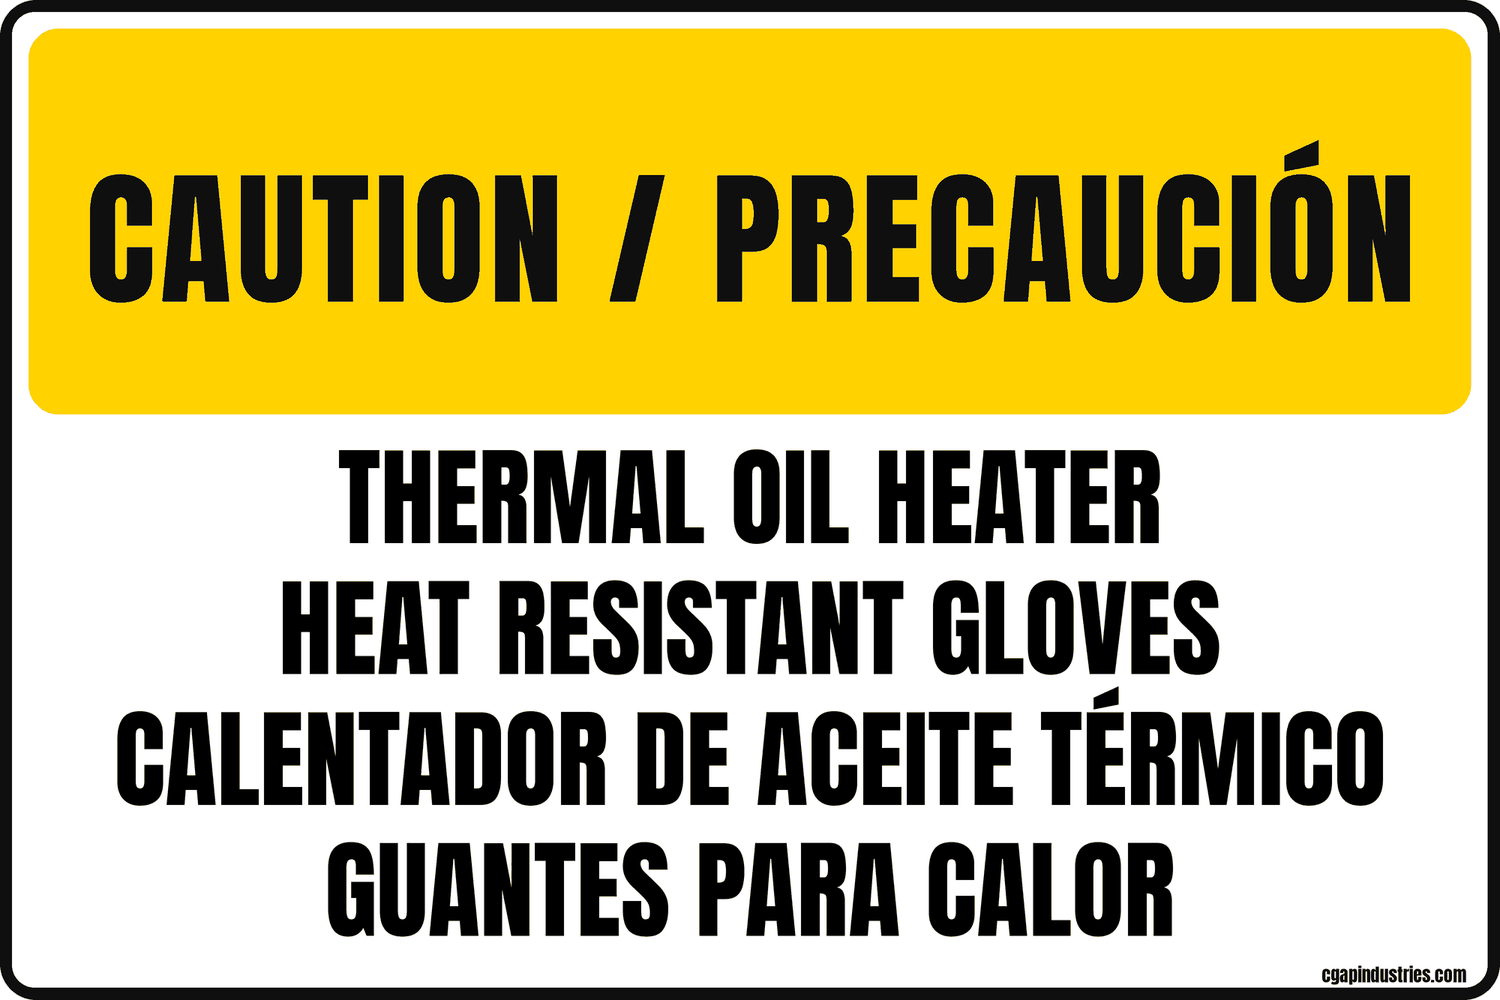 CAUTION / PRECAUCIÓN
THERMAL OIL HEATER
HEAT RESISTANT GLOVES
CALENTADOR DE ACEITE TÉRMICO
GUANTES PARA CALOR
cgapindustries.com